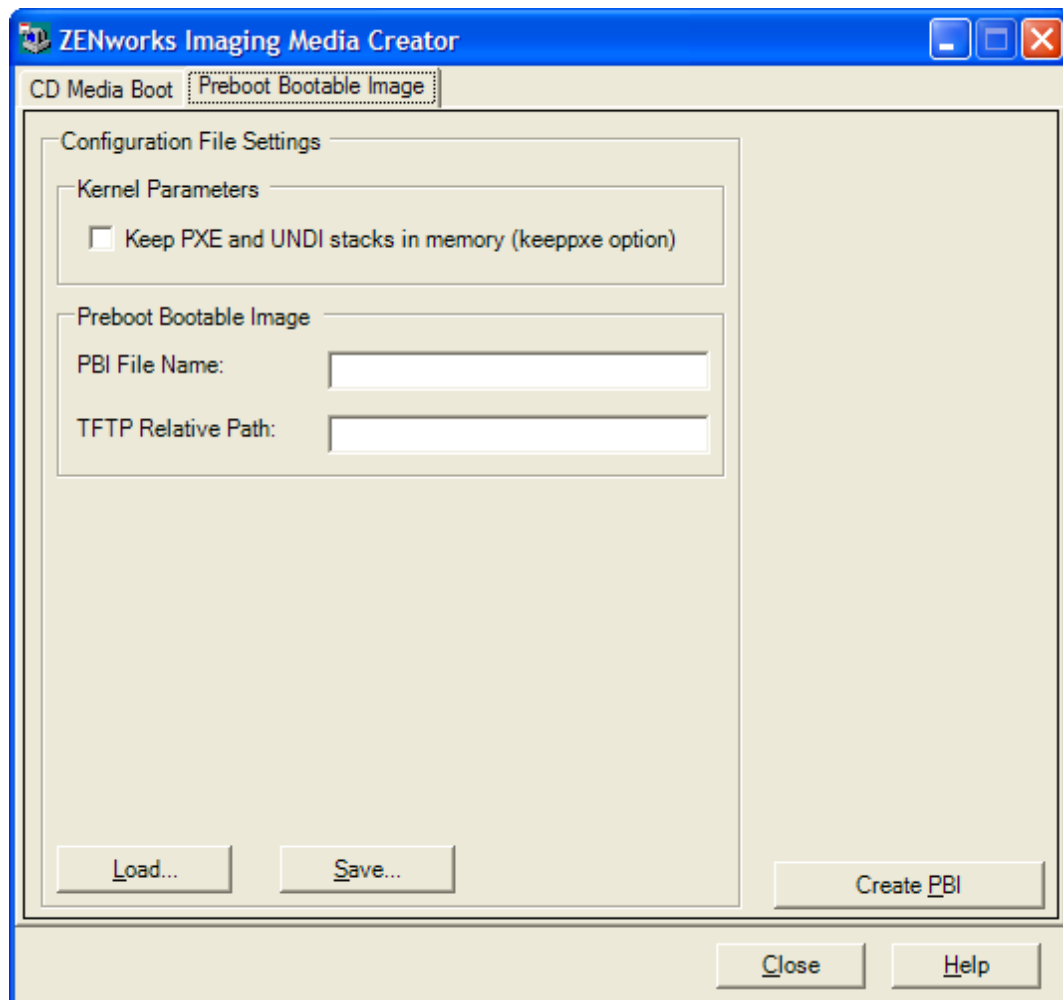 ZENworks Imaging Media Creator
CD Media Boot Preboot Bootable Image
Configuration File Settings
Kernel Parameters
Keep PXE and UNDI stacks in memory (keeppxe option)
Preboot Bootable Image
PBI File Name:
TFTP Relative Path:
Load... Save...
Create PBI
Close Help